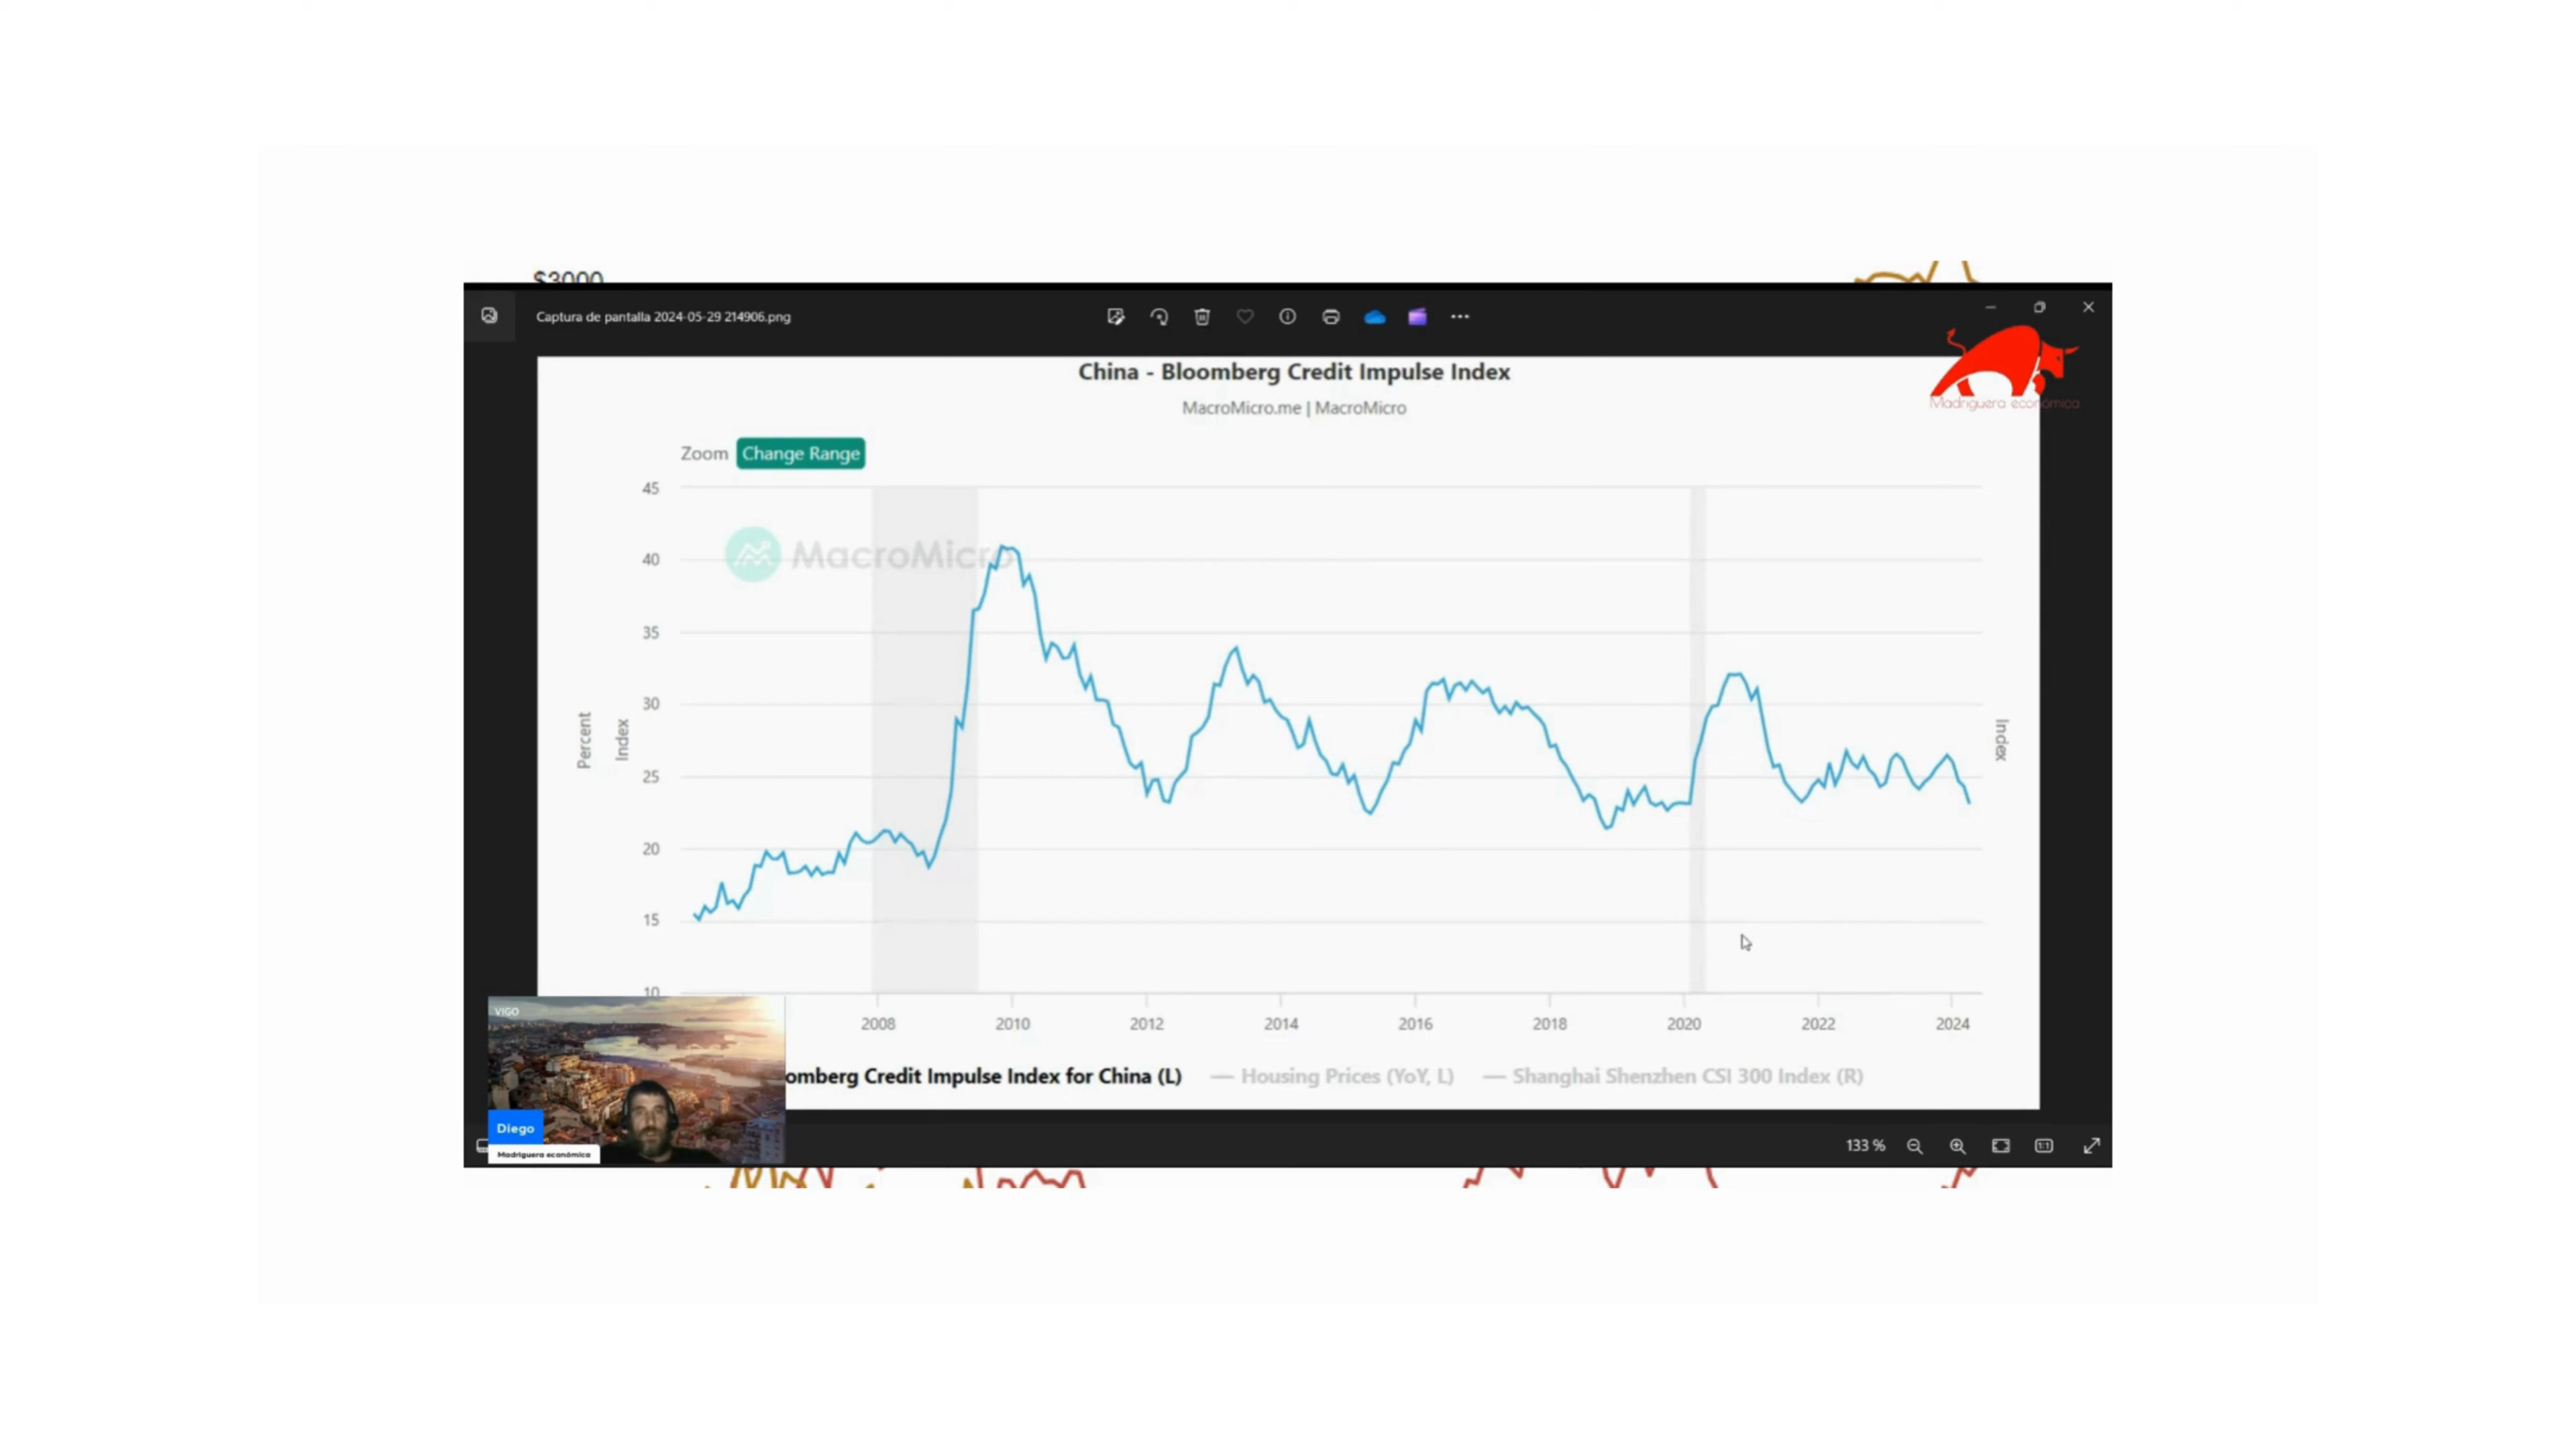 $3000
Captura de pantalla 2024-05-29 214906.png
China - Bloomberg Credit Impulse Index
MacroMicro.me | MacroMicro
Madriguera económica
Zoom Change Range
MacroMicro
Percent
Index
45
40
35
30
25
20
15
10
Index
2008 2010 2012 2014 2016 2018 2020 2022 2024
omberg Credit Impulse Index for China (L) Housing Prices (YoY, L) Shanghai Shenzhen CSI 300 Index (R)
VIGO
Diego
Madriguera económica
133 %